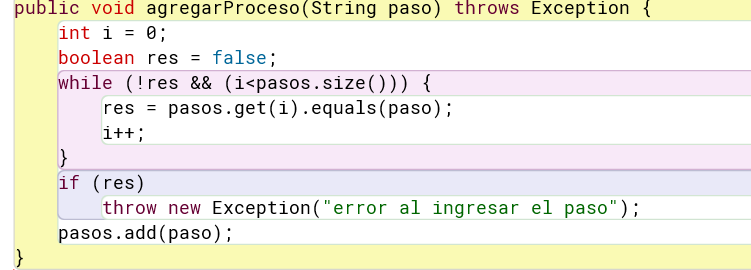 public void agregarProceso(String paso) throws Exception {
int i = 0;
boolean res = false;
while (!res && (i<pasos.size())) {
res = pasos.get(i).equals(paso);
i++;
}
if (res)
throw new Exception("error al ingresar el paso");
pasos.add(paso);
}